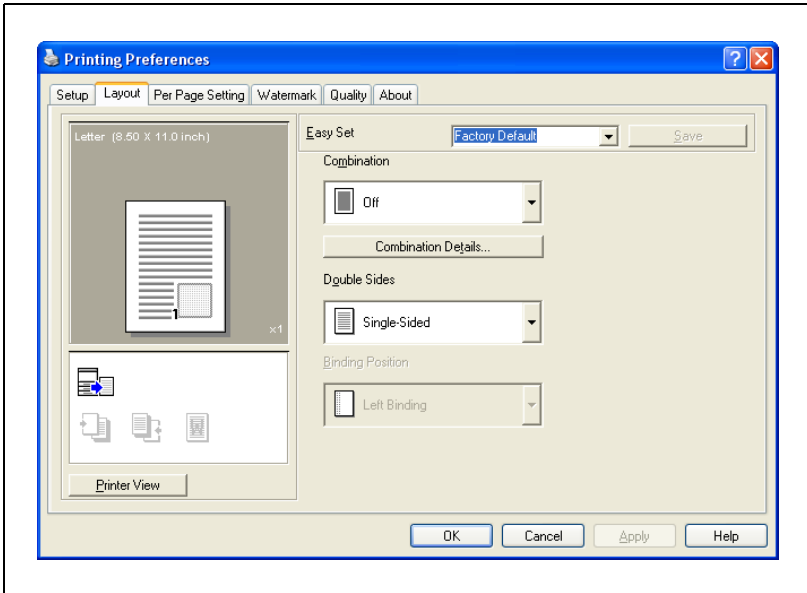 Printing Preferences
Setup Layout Per Page Setting Watermark Quality About
Letter (8.50 X 11.0 inch)
1
x1
Printer View
Easy Set Factory Default Save
Combination
Off
Combination Details...
Double Sides
Single-Sided
Binding Position
Left Binding
OK Cancel Apply Help